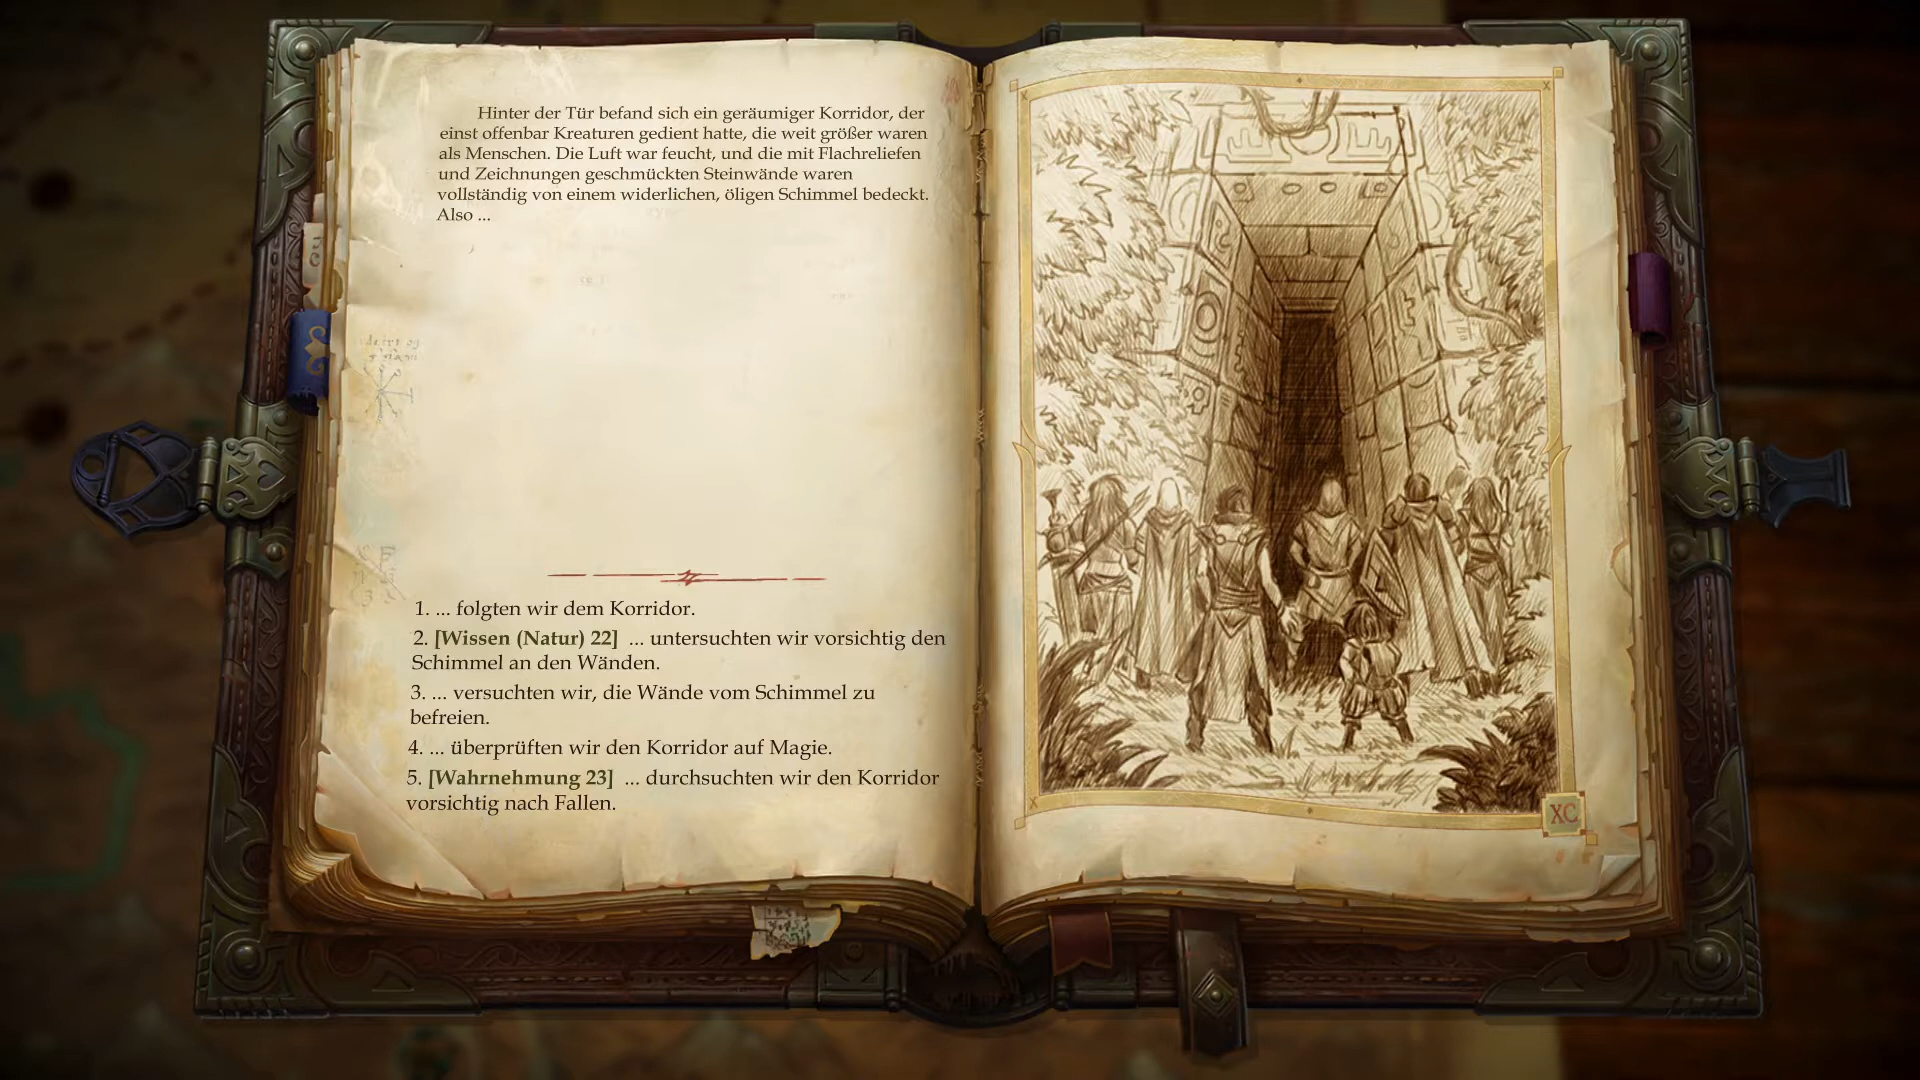 Hinter der Tür befand sich ein geräumiger Korridor, der
einst offenbar Kreaturen gedient hatte, die weit größer waren
als Menschen. Die Luft war feucht, und die mit Flachreliefen
und Zeichnungen geschmückten Steinwände waren
vollständig von einem widerlichen, öligen Schimmel bedeckt.
Also ...
1. ... folgten wir dem Korridor.
2. [Wissen (Natur) 22] ... untersuchten wir vorsichtig den
Schimmel an den Wänden.
3. ... versuchten wir, die Wände vom Schimmel zu
befreien.
4. ... überprüften wir den Korridor auf Magie.
5. [Wahrnehmung 23] ... durchsuchten wir den Korridor
vorsichtig nach Fallen.
XC